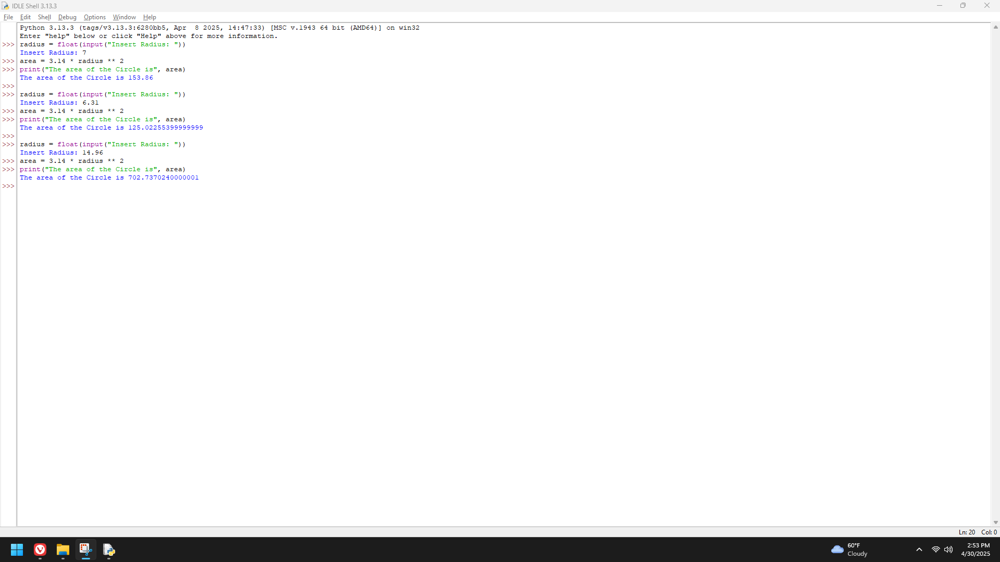 IDLE Shell 3.13.3
File Edit Shell Debug Options Window Help
Python 3.13.3 (tags/v3.13.3:6280bb5, Apr  8 2025, 14:47:33) [MSC v.1943 64 bit (AMD64)] on win32
Enter "help" below or click "Help" above for more information.
>>> radius = float(input("Insert Radius: "))
Insert Radius: 7
>>> area = 3.14 * radius ** 2
>>> print("The area of the Circle is", area)
The area of the Circle is 153.86
>>>
>>> radius = float(input("Insert Radius: "))
Insert Radius: 6.31
>>> area = 3.14 * radius ** 2
>>> print("The area of the Circle is", area)
The area of the Circle is 125.02255399999999
>>>
>>> radius = float(input("Insert Radius: "))
Insert Radius: 14.96
>>> area = 3.14 * radius ** 2
>>> print("The area of the Circle is", area)
The area of the Circle is 702.7370240000001
>>>
Ln: 20 Col: 0
60°F
Cloudy
2:53 PM
4/30/2025